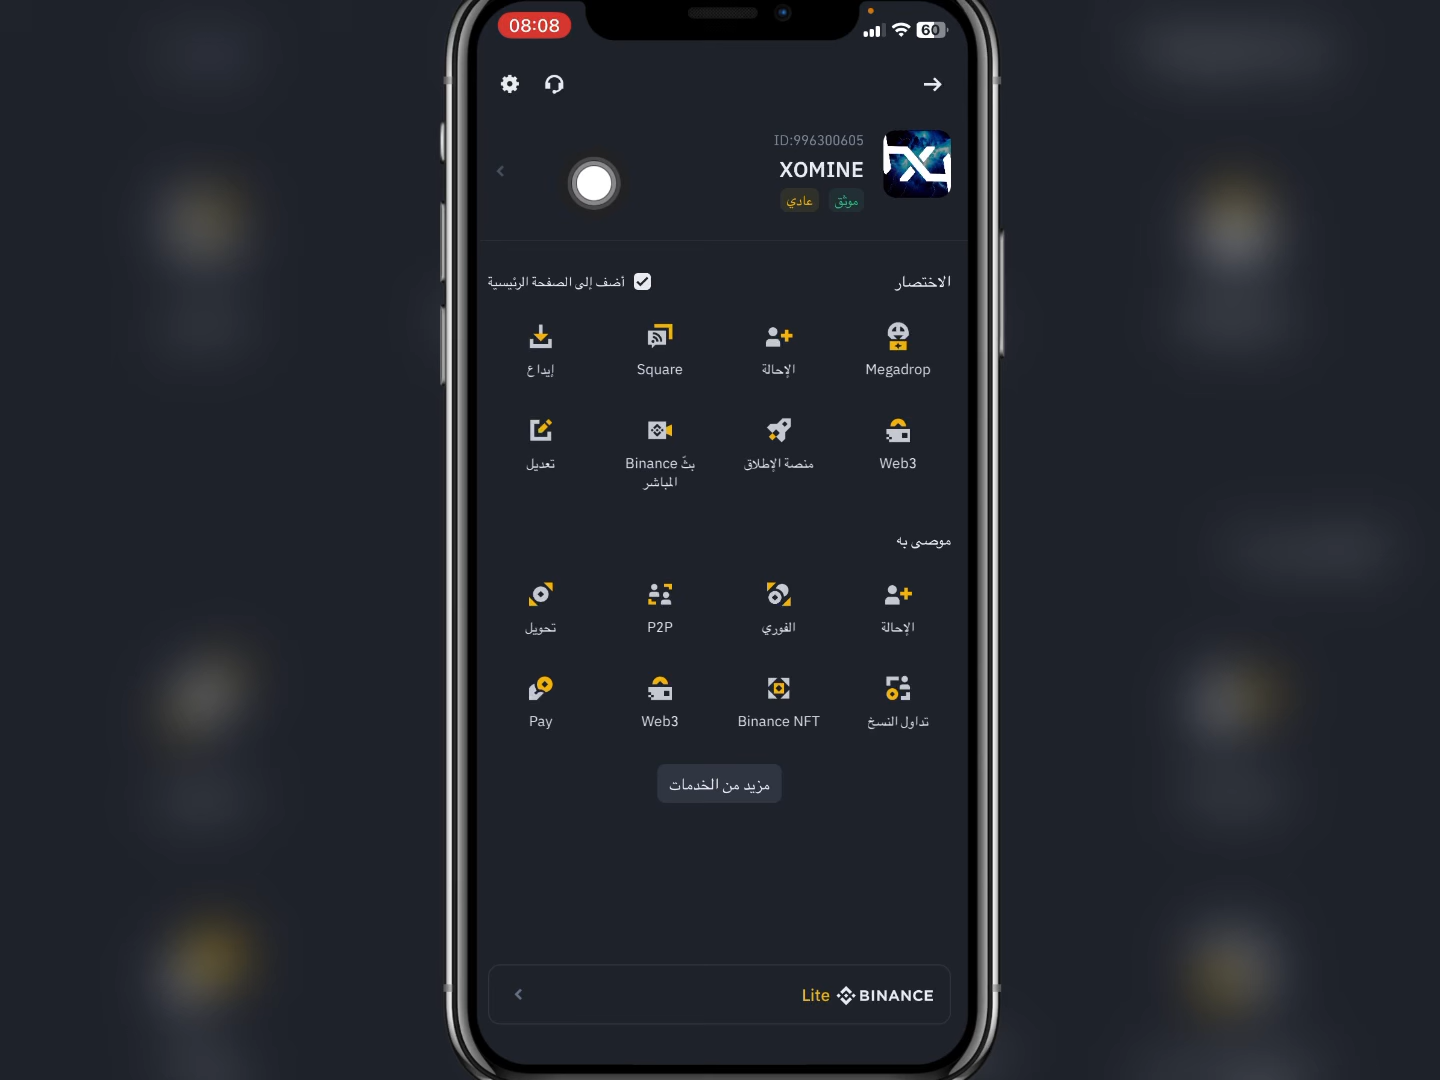 08:08
60
ID:996300605
XOMINE
موثق
عادي
الاختصار
أضف إلى الصفحة الرئيسية
Megadrop
الإحالة
Square
إيداع
Web3
منصة الإطلاق
بثّ Binance
المباشر
تعديل
موصى به
الإحالة
الفوري
P2P
تحويل
تداول النسخ
Binance NFT
Web3
Pay
مزيد من الخدمات
BINANCE Lite